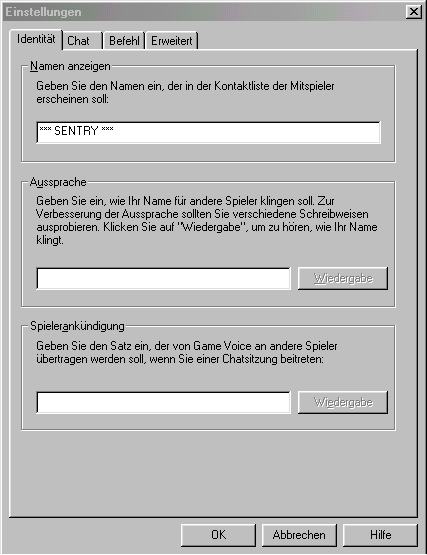 Einstellungen
Identität Chat Befehl Erweitert
Namen anzeigen
Geben Sie den Namen ein, der in der Kontaktliste der Mitspieler
erscheinen soll:
*** SENTRY ***
Aussprache
Geben Sie ein, wie Ihr Name für andere Spieler klingen soll. Zur
Verbesserung der Aussprache sollten Sie verschiedene Schreibweisen
ausprobieren. Klicken Sie auf "Wiedergabe", um zu hören, wie Ihr Name
klingt.
Wiedergabe
Spielerankündigung
Geben Sie den Satz ein, der von Game Voice an andere Spieler
übertragen werden soll, wenn Sie einer Chatsitzung beitreten:
Wiedergabe
OK Abbrechen Hilfe